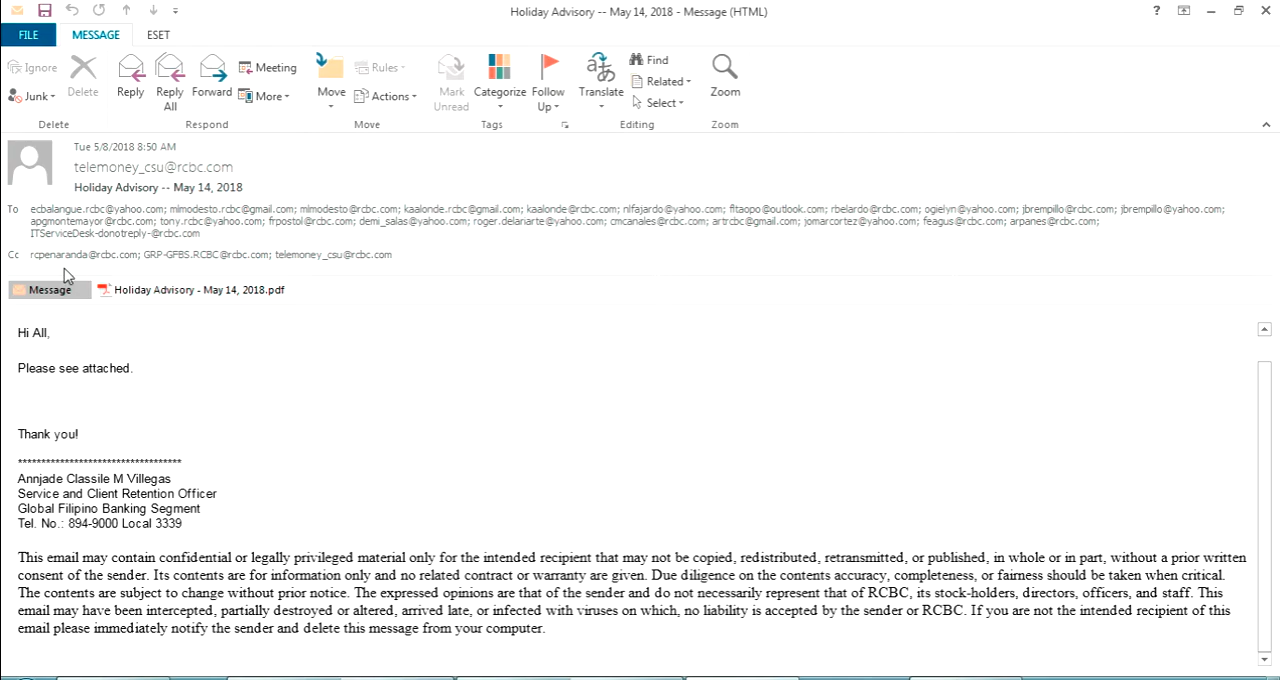 Holiday Advisory -- May 14, 2018 - Message (HTML)
?
FILE MESSAGE ESET
Ignore
Junk
Delete
Reply
Reply All
Forward
Meeting
More
Move
Rules
Actions
Mark Unread
Categorize
Follow Up
Translate
Find
Related
Select
Zoom
Delete Respond Move Tags Editing Zoom
Tue 5/8/2018 8:50 AM
telemoney_csu@rcbc.com
Holiday Advisory -- May 14, 2018
To ecbalangue.rcbc@yahoo.com; mlmodesto.rcbc@gmail.com; mlmodesto@rcbc.com; kaalonde.rcbc@gmail.com; kaalonde@rcbc.com; nlfajardo@yahoo.com; fltaopo@outlook.com; rbelardo@rcbc.com; ogielyn@yahoo.com; jbrempillo@rcbc.com; jbrempillo@yahoo.com;
apgmontemayor@rcbc.com; tony.rcbc@yahoo.com; frpostol@rcbc.com; demi_salas@yahoo.com; roger.delariarte@yahoo.com; cmcanales@rcbc.com; artrcbc@gmail.com; jomarcortez@yahoo.com; feagus@rcbc.com; arpanes@rcbc.com;
ITServiceDesk-donotreply-@rcbc.com
Cc rcpenaranda@rcbc.com; GRP-GFBS.RCBC@rcbc.com; telemoney_csu@rcbc.com
Message Holiday Advisory - May 14, 2018.pdf
Hi All,
Please see attached.
Thank you!
***********************************
Annjade Classile M Villegas
Service and Client Retention Officer
Global Filipino Banking Segment
Tel. No.: 894-9000 Local 3339
This email may contain confidential or legally privileged material only for the intended recipient that may not be copied, redistributed, retransmitted, or published, in whole or in part, without a prior written
consent of the sender. Its contents are for information only and no related contract or warranty are given. Due diligence on the contents accuracy, completeness, or fairness should be taken when critical.
The contents are subject to change without prior notice. The expressed opinions are that of the sender and do not necessarily represent that of RCBC, its stock-holders, directors, officers, and staff. This
email may have been intercepted, partially destroyed or altered, arrived late, or infected with viruses on which, no liability is accepted by the sender or RCBC. If you are not the intended recipient of this
email please immediately notify the sender and delete this message from your computer.